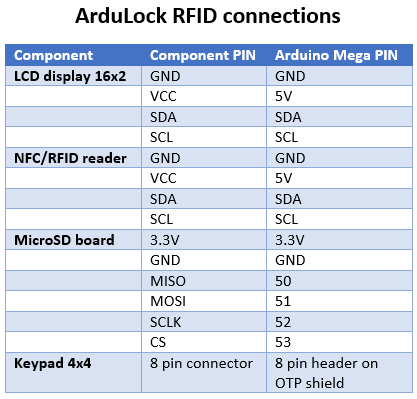 ArduLock RFID connections
Component Component PIN Arduino Mega PIN
LCD display 16x2 GND GND
VCC 5V
SDA SDA
SCL SCL
NFC/RFID reader GND GND
VCC 5V
SDA SDA
SCL SCL
MicroSD board 3.3V 3.3V
GND GND
MISO 50
MOSI 51
SCLK 52
CS 53
Keypad 4x4 8 pin connector 8 pin header on
OTP shield